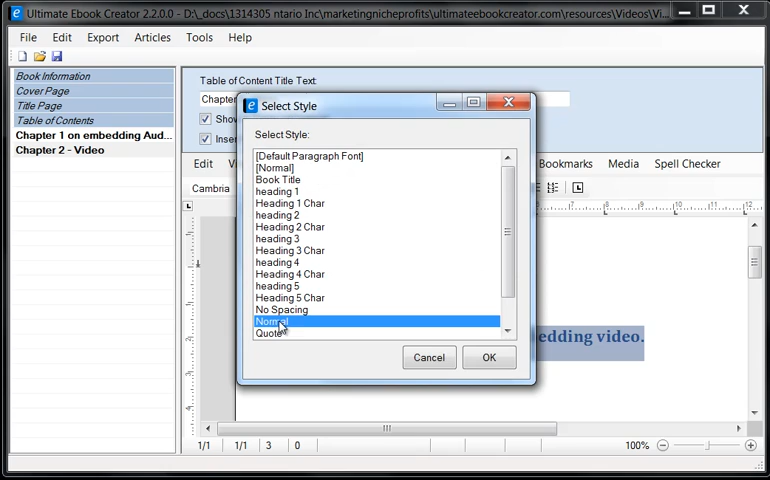 Ultimate Ebook Creator 2.2.0.0 - D:\_docs\1314305 ntario Inc\marketingnicheprofits\ultimateebookcreator.com\resources\Videos\Vi...
File Edit Export Articles Tools Help
Book Information
Cover Page
Title Page
Table of Contents
Chapter 1 on embedding Aud...
Chapter 2 - Video
Table of Content Title Text:
Chapter
Select Style
Select Style:
[Default Paragraph Font]
[Normal]
Book Title
heading 1
Heading 1 Char
heading 2
Heading 2 Char
heading 3
Heading 3 Char
heading 4
Heading 4 Char
heading 5
Heading 5 Char
No Spacing
Normal
Quote
Cancel OK
Edit Bookmarks Media Spell Checker
Cambria
edding video.
1/1 1/1 3 0 100%